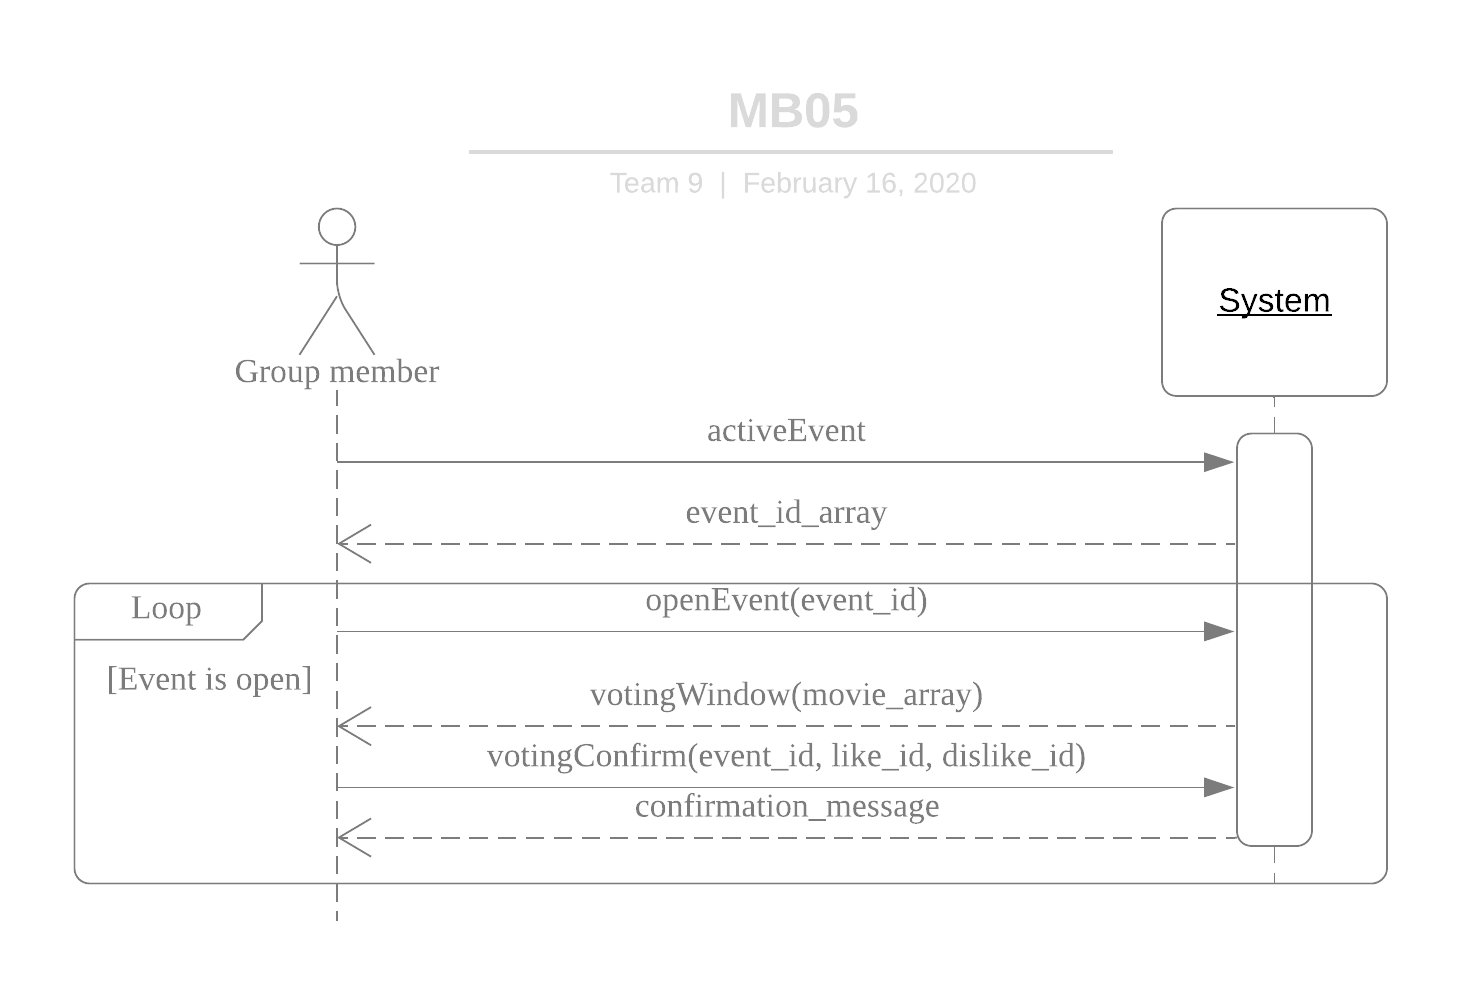 MB05
Team 9 | February 16, 2020
System
Group member
activeEvent
event_id_array
Loop
openEvent(event_id)
[Event is open]
votingWindow(movie_array)
votingConfirm(event_id, like_id, dislike_id)
confirmation_message